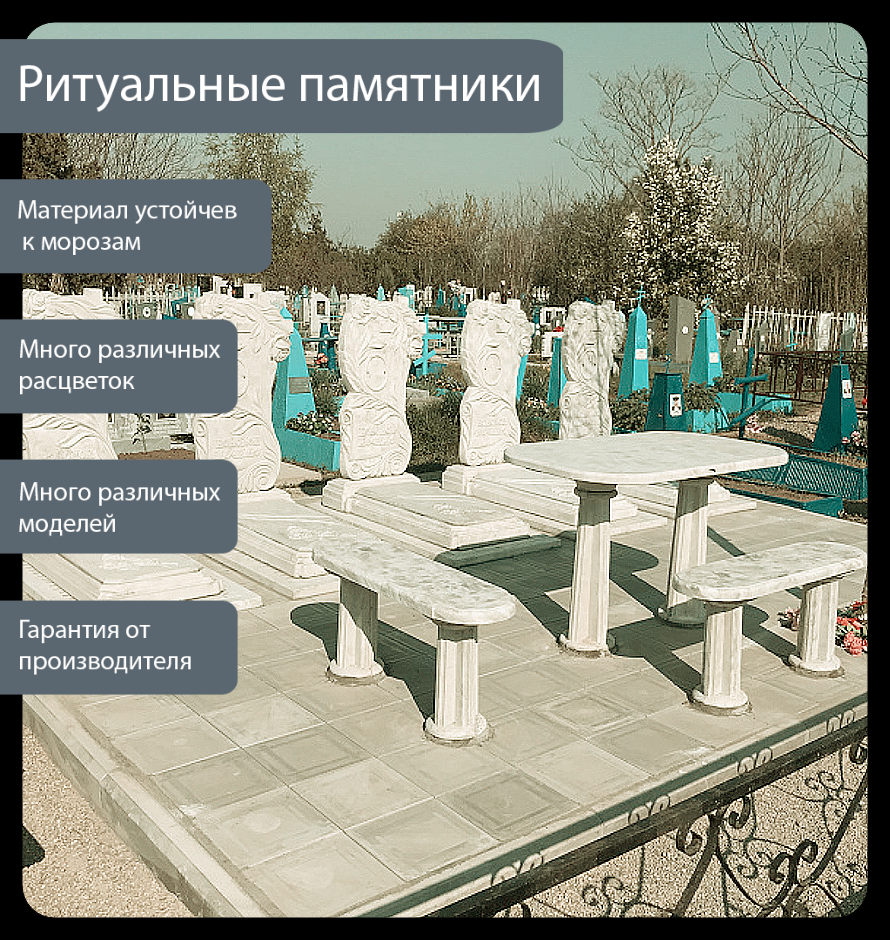 Ритуальные памятники
Материал устойчев
к морозам
Много различных
расцветок
Много различных
моделей
Гарантия от
производителя